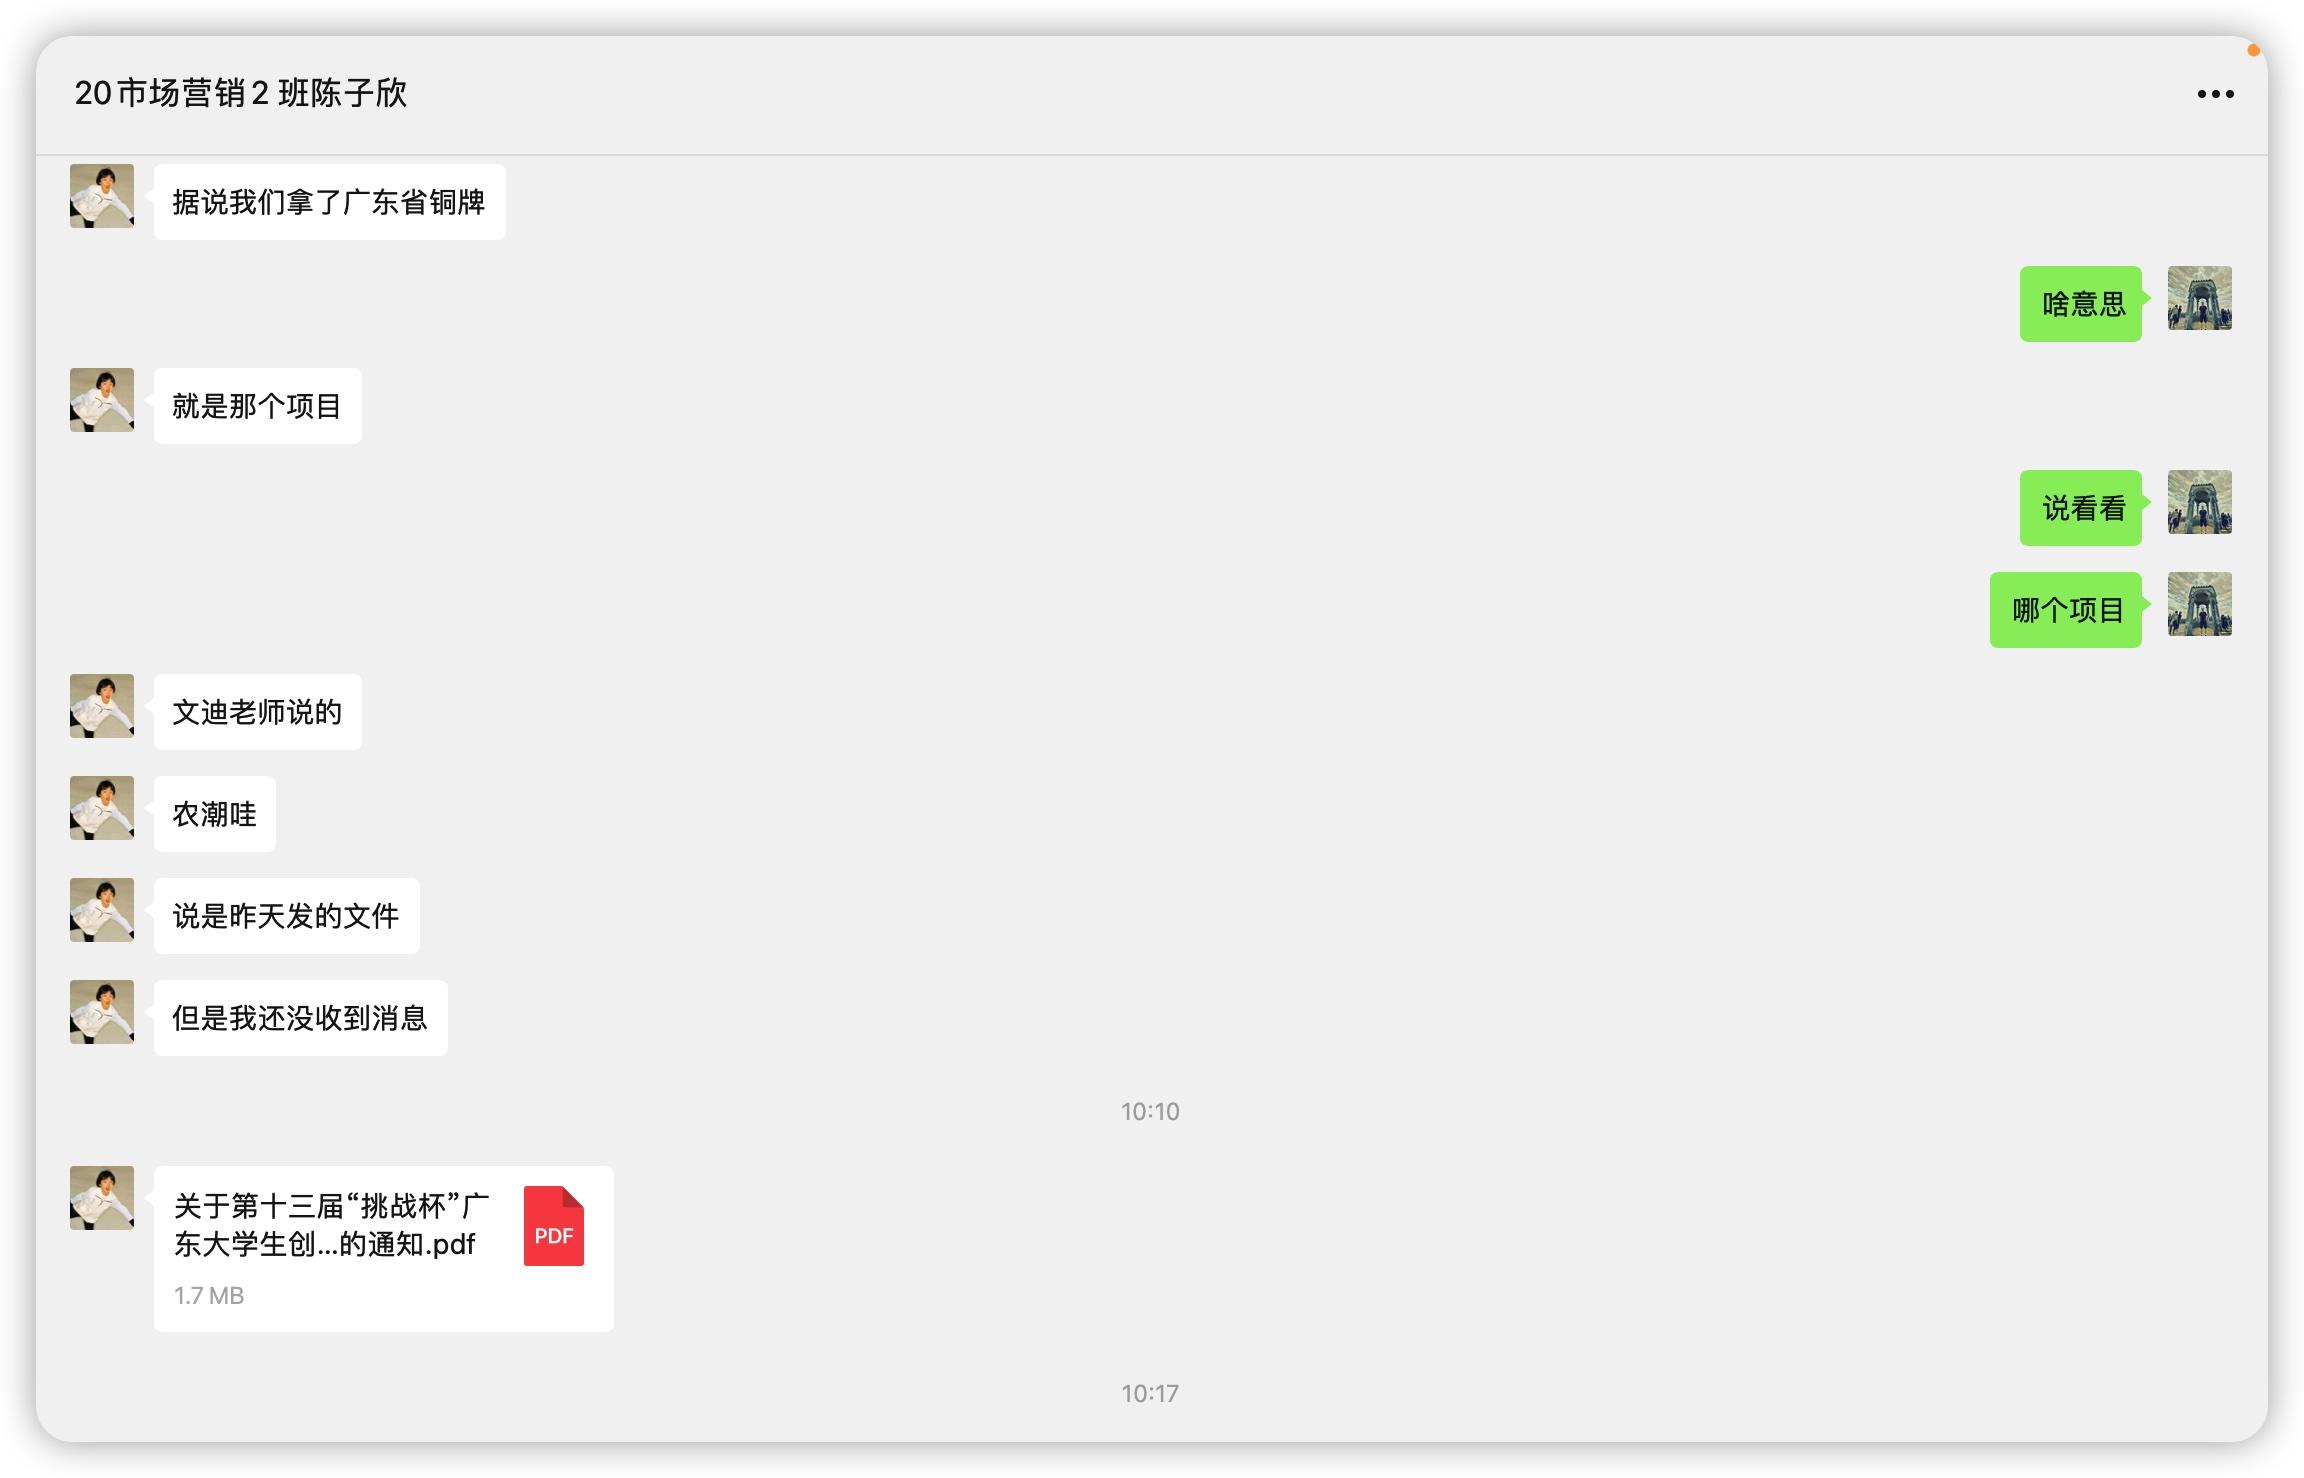 20市场营销2 班陈子欣
据说我们拿了广东省铜牌
啥意思
就是那个项目
说看看
哪个项目
文迪老师说的
农潮哇
说是昨天发的文件
但是我还没收到消息
10:10
关于第十三届“挑战杯”广
东大学生创...的通知.pdf
PDF
1.7 MB
10:17